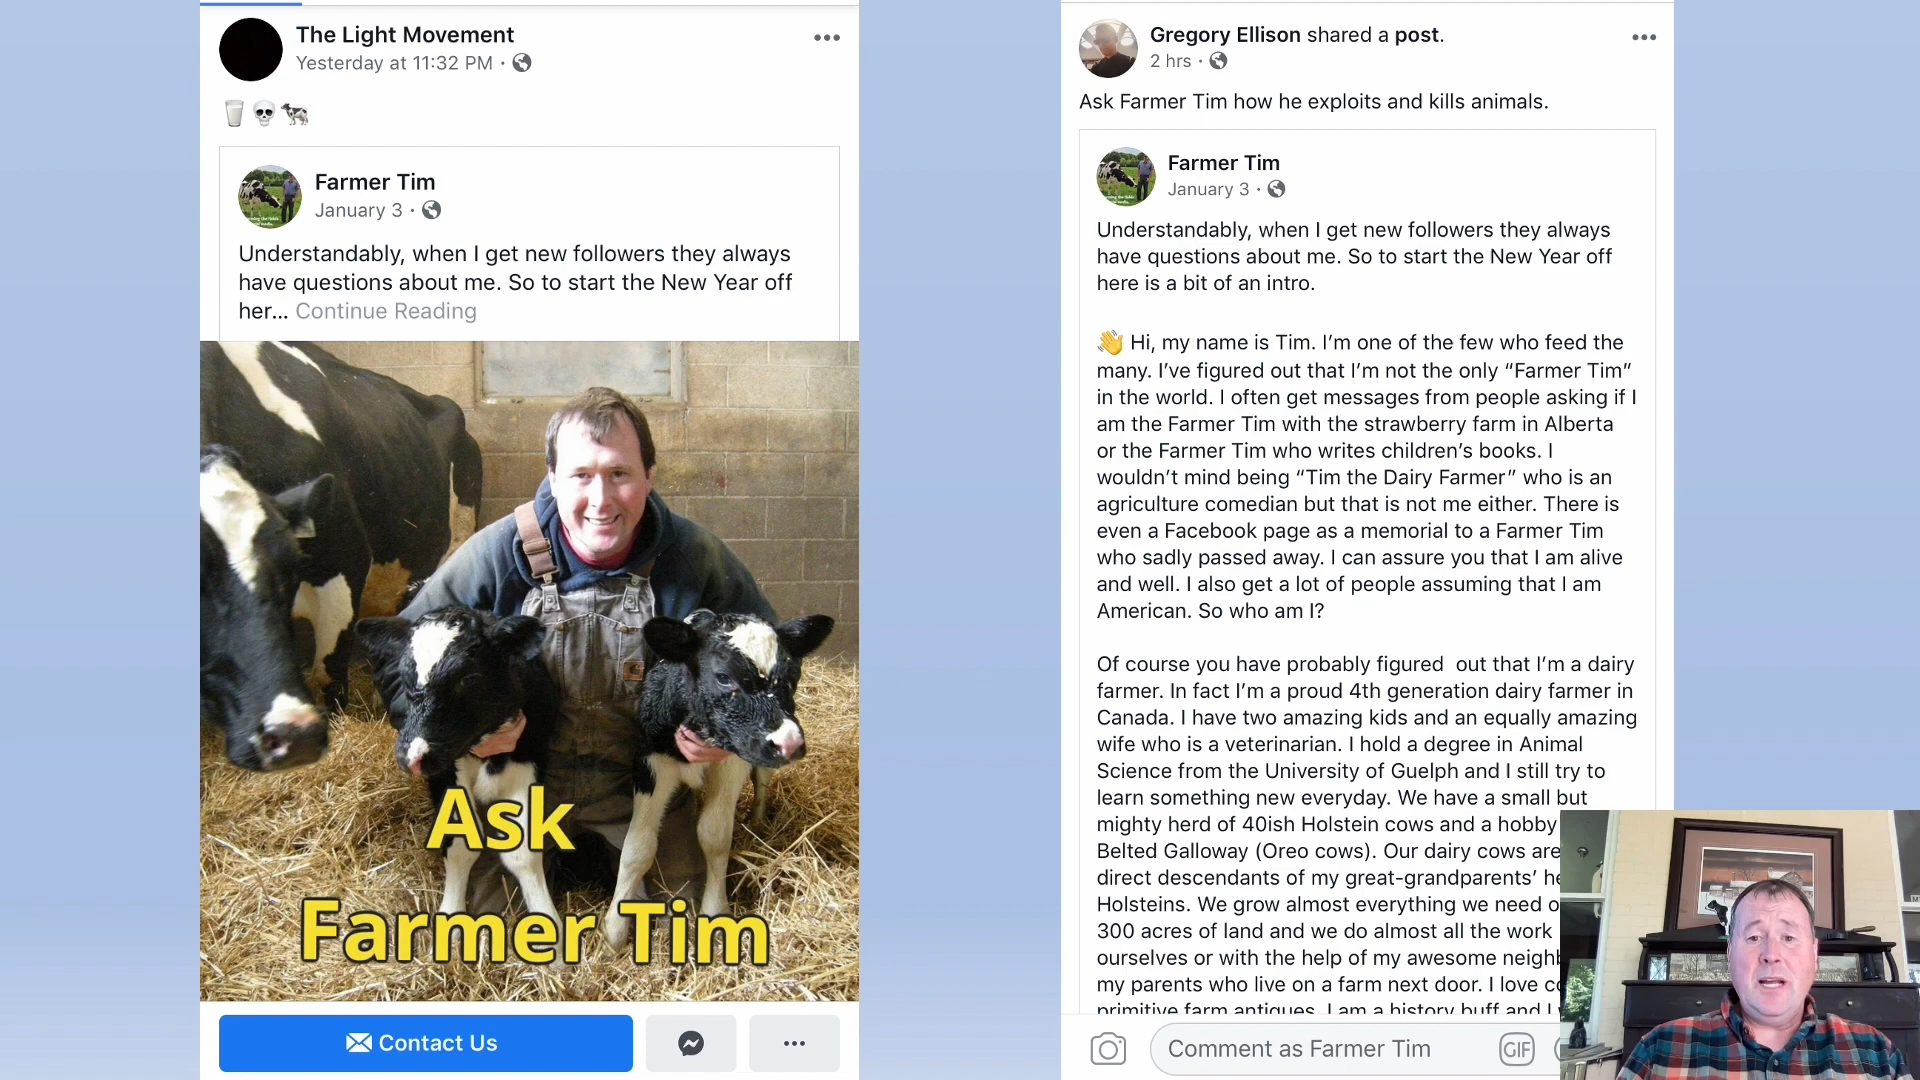 The Light Movement
Yesterday at 11:32 PM ·
🥛💀🐄
Farmer Tim
January 3 ·
Understandably, when I get new followers they always
have questions about me. So to start the New Year off
her... Continue Reading
Ask
Farmer Tim
Contact Us
Gregory Ellison shared a post.
2 hrs ·
Ask Farmer Tim how he exploits and kills animals.
Farmer Tim
January 3 ·
Understandably, when I get new followers they always
have questions about me. So to start the New Year off
here is a bit of an intro.
👋 Hi, my name is Tim. I’m one of the few who feed the
many. I’ve figured out that I’m not the only “Farmer Tim”
in the world. I often get messages from people asking if I
am the Farmer Tim with the strawberry farm in Alberta
or the Farmer Tim who writes children’s books. I
wouldn’t mind being “Tim the Dairy Farmer” who is an
agriculture comedian but that is not me either. There is
even a Facebook page as a memorial to a Farmer Tim
who sadly passed away. I can assure you that I am alive
and well. I also get a lot of people assuming that I am
American. So who am I?
Of course you have probably figured  out that I’m a dairy
farmer. In fact I’m a proud 4th generation dairy farmer in
Canada. I have two amazing kids and an equally amazing
wife who is a veterinarian. I hold a degree in Animal
Science from the University of Guelph and I still try to
learn something new everyday. We have a small but
mighty herd of 40ish Holstein cows and a hobby
Belted Galloway (Oreo cows). Our dairy cows are
direct descendants of my great-grandparents’
Holsteins. We grow almost everything we need
300 acres of land and we do almost all the work
ourselves or with the help of my awesome
my parents who live on a farm next door. I love
primitive farm antiques. I am a history buff and I
Comment as Farmer Tim
GIF